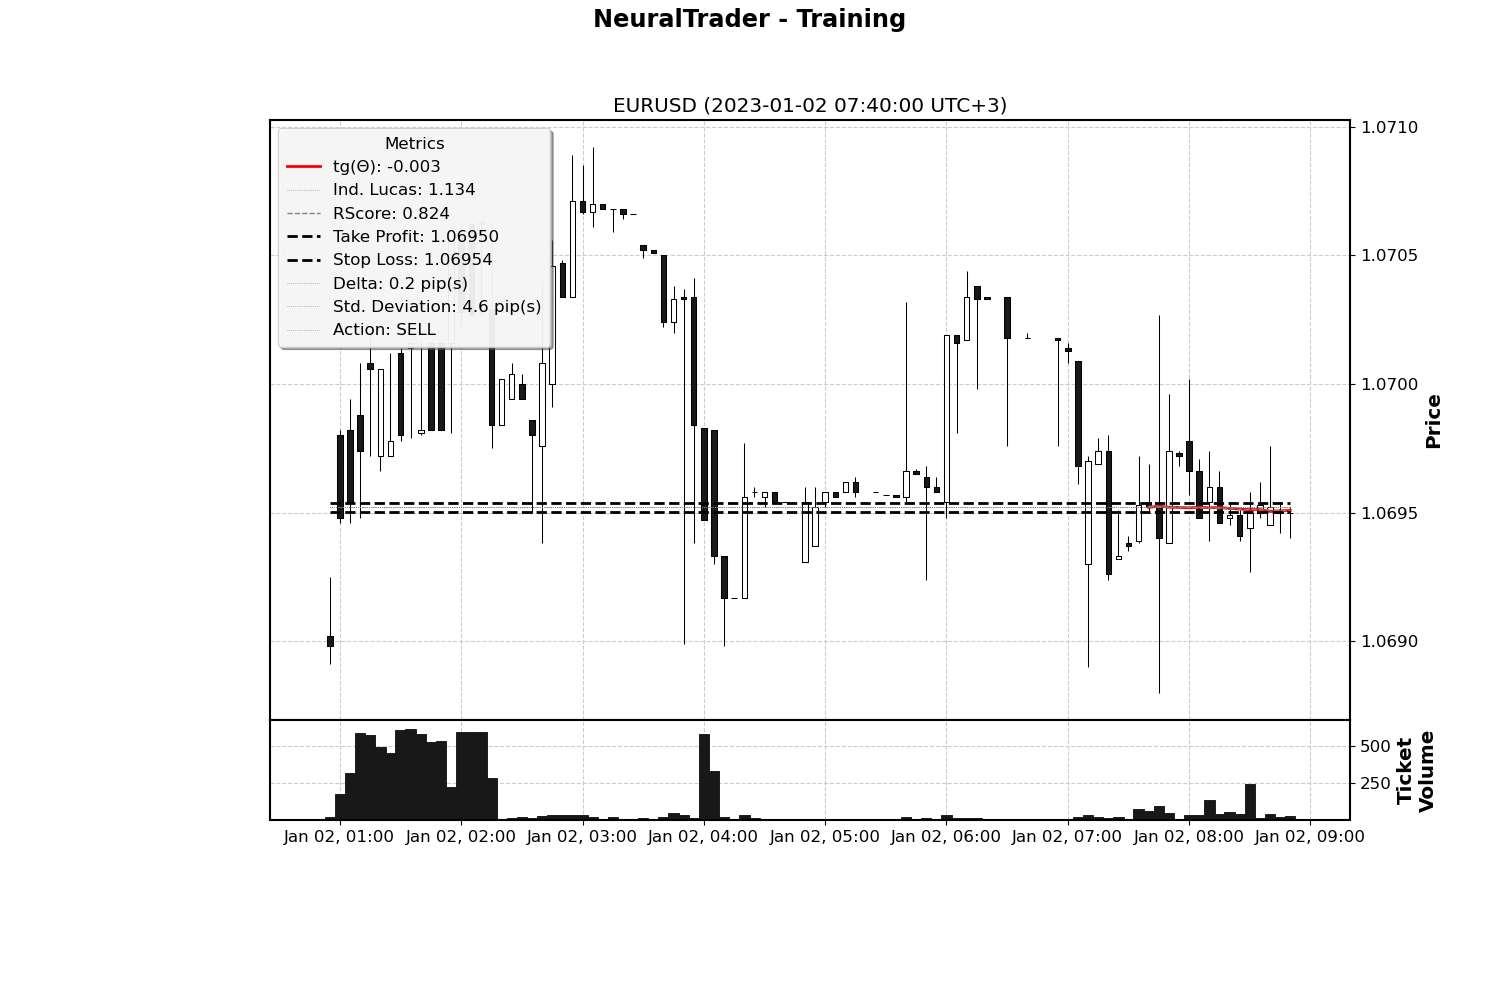 NeuralTrader - Training
EURUSD (2023-01-02 07:40:00 UTC+3)
Metrics
tg(Θ): -0.003
Ind. Lucas: 1.134
RScore: 0.824
Take Profit: 1.06950
Stop Loss: 1.06954
Delta: 0.2 pip(s)
Std. Deviation: 4.6 pip(s)
Action: SELL
1.0710
1.0705
1.0700
1.0695
1.0690
Price
500
250
Ticket
Volume
Jan 02, 01:00
Jan 02, 02:00
Jan 02, 03:00
Jan 02, 04:00
Jan 02, 05:00
Jan 02, 06:00
Jan 02, 07:00
Jan 02, 08:00
Jan 02, 09:00